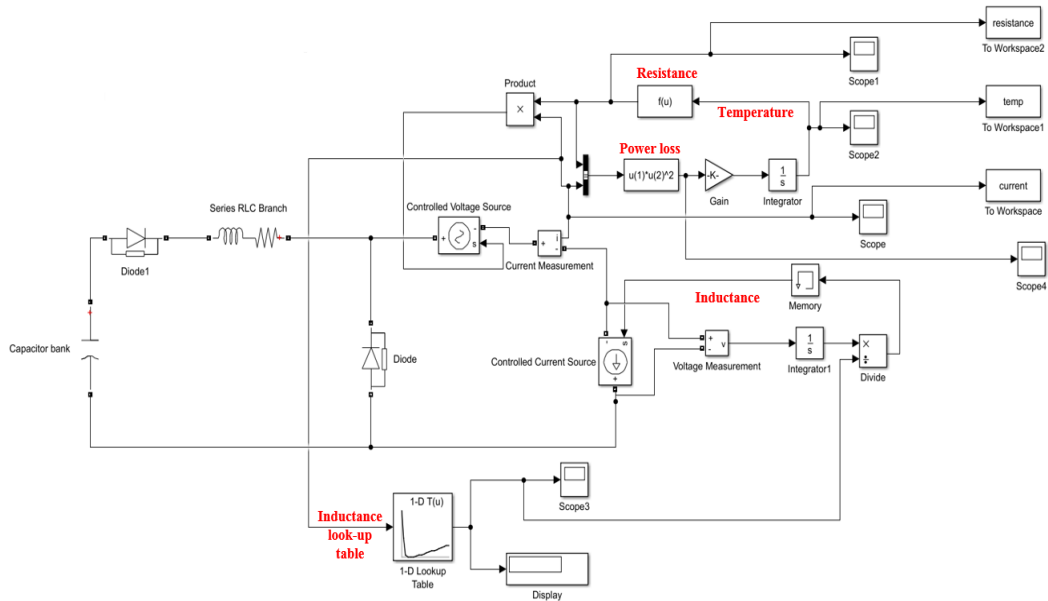 resistance
To Workspace2
Scope1
Product
×
Resistance
f(u)
Temperature
temp
To Workspace1
Scope2
Power loss
u(1)*u(2)^2
-K-
Gain
1
s
Integrator
current
To Workspace
Scope
Scope4
Series RLC Branch
Controlled Voltage Source
+
-
s
+
i
-
Current Measurement
Diode1
+
+
Capacitor bank
Diode
Inductance
Memory
-
s
+
Controlled Current Source
+
-
v
Voltage Measurement
1
s
Integrator1
×
÷
Divide
Scope3
Inductance
look-up
table
1-D T(u)
1-D Lookup
Table
Display